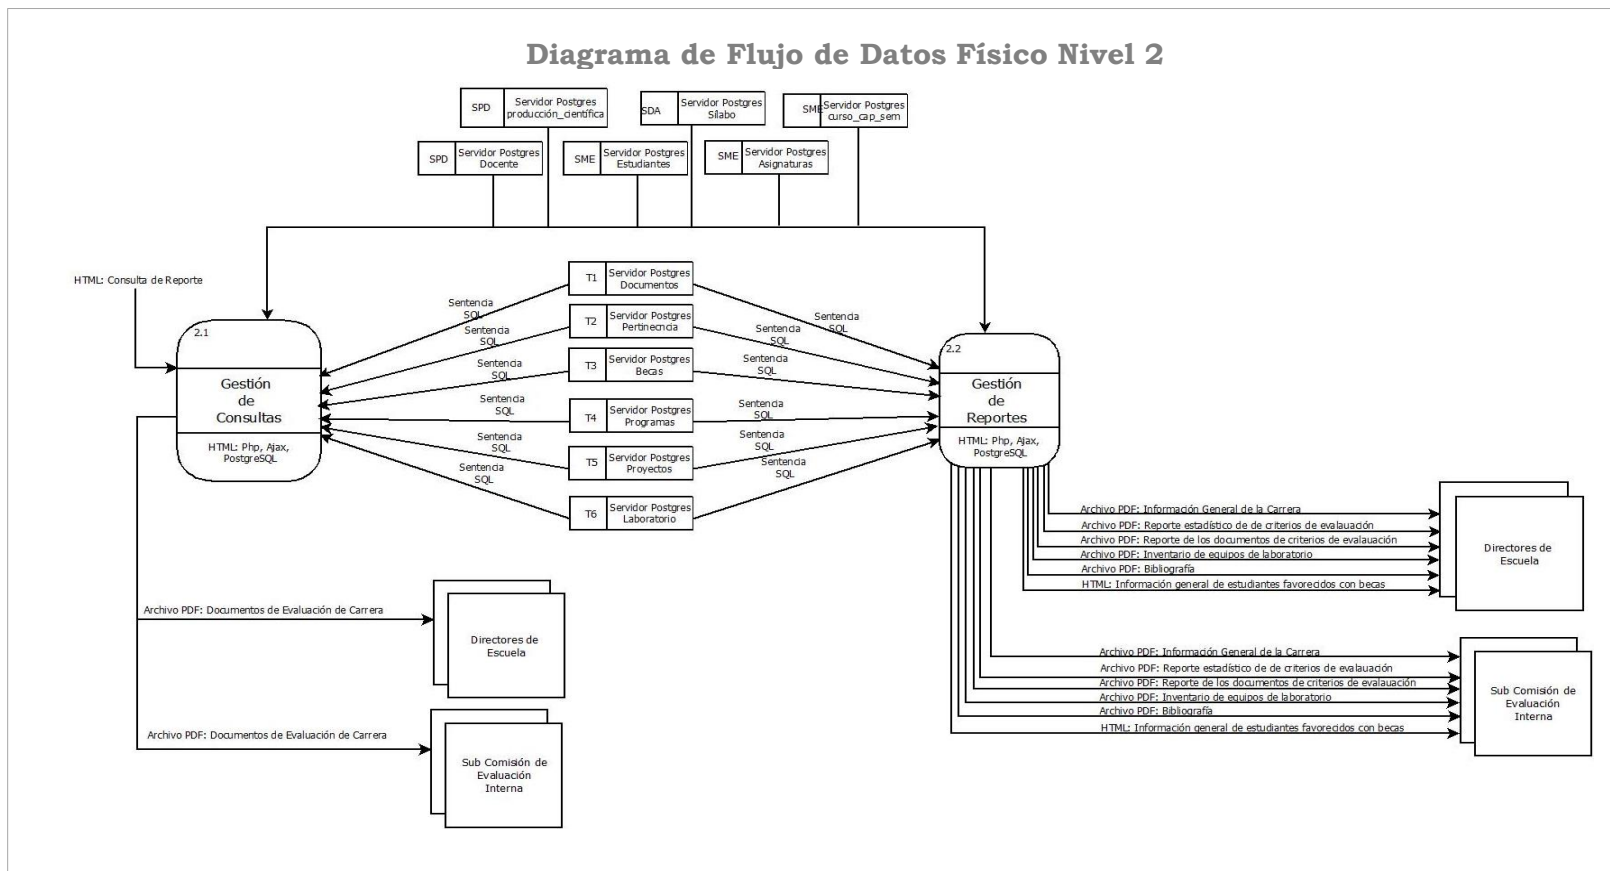 Diagrama de Flujo de Datos Físico Nivel 2
SPD
Servidor Postgres
producción_científica
SDA
Servidor Postgres
Sílabo
SME
Servidor Postgres
curso_cap_sem
SPD
Servidor Postgres
Docente
SME
Servidor Postgres
Estudiantes
SME
Servidor Postgres
Asignaturas
HTML: Consulta de Reporte
2.1
Gestión
de
Consultas
HTML: Php, Ajax,
PostgreSQL
Sentencia
SQL
Sentencia
SQL
Sentencia
SQL
Sentencia
SQL
Sentencia
SQL
Sentencia
SQL
T1
Servidor Postgres
Documentos
T2
Servidor Postgres
Pertinecncia
T3
Servidor Postgres
Becas
T4
Servidor Postgres
Programas
T5
Servidor Postgres
Proyectos
T6
Servidor Postgres
Laboratorio
Sentencia
SQL
Sentencia
SQL
Sentencia
SQL
Sentencia
SQL
Sentencia
SQL
Sentencia
SQL
2.2
Gestión
de
Reportes
HTML: Php, Ajax,
PostgreSQL
Archivo PDF: Información General de la Carrera
Archivo PDF: Reporte estadístico de de criterios de evalauación
Archivo PDF: Reporte de los documentos de criterios de evalauación
Archivo PDF: Inventario de equipos de laboratorio
Archivo PDF: Bibliografía
HTML: Información general de estudiantes favorecidos con becas
Directores de
Escuela
Archivo PDF: Documentos de Evaluación de Carrera
Directores de
Escuela
Archivo PDF: Información General de la Carrera
Archivo PDF: Reporte estadístico de de criterios de evalauación
Archivo PDF: Reporte de los documentos de criterios de evalauación
Archivo PDF: Inventario de equipos de laboratorio
Archivo PDF: Bibliografía
HTML: Información general de estudiantes favorecidos con becas
Sub Comisión de
Evaluación
Interna
Archivo PDF: Documentos de Evaluación de Carrera
Sub Comisión de
Evaluación
Interna